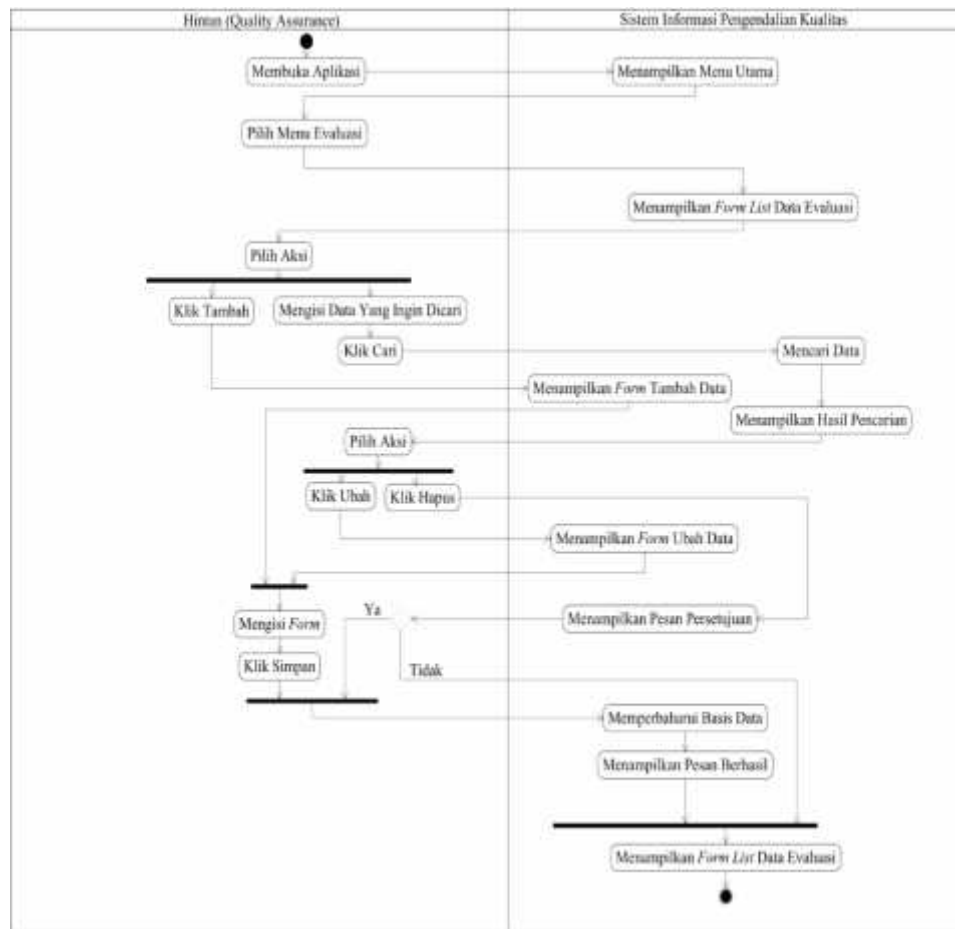 (Quality Assurance)
Sistem Informasi Pengendalian Kualitas
Membuka Aplikasi
Menampilkan Menu Utama
Pilih Menu Evaluasi
Menampilkan Form List Data Evaluasi
Pilih Aksi
Klik Tambah
Mengisi Data Yang Ingin Dicari
Klik Cari
Mencari Data
Menampilkan Form Tambah Data
Menampilkan Hasil Pencarian
Pilih Aksi
Klik Ubah
Klik Hapus
Menampilkan Form Ubah Data
Ya
Mengisi Form
Menampilkan Pesan Persetujuan
Klik Simpan
Tidak
Basis Data
Menampilkan Pesan Berhasil
Menampilkan Form List Data Evaluasi